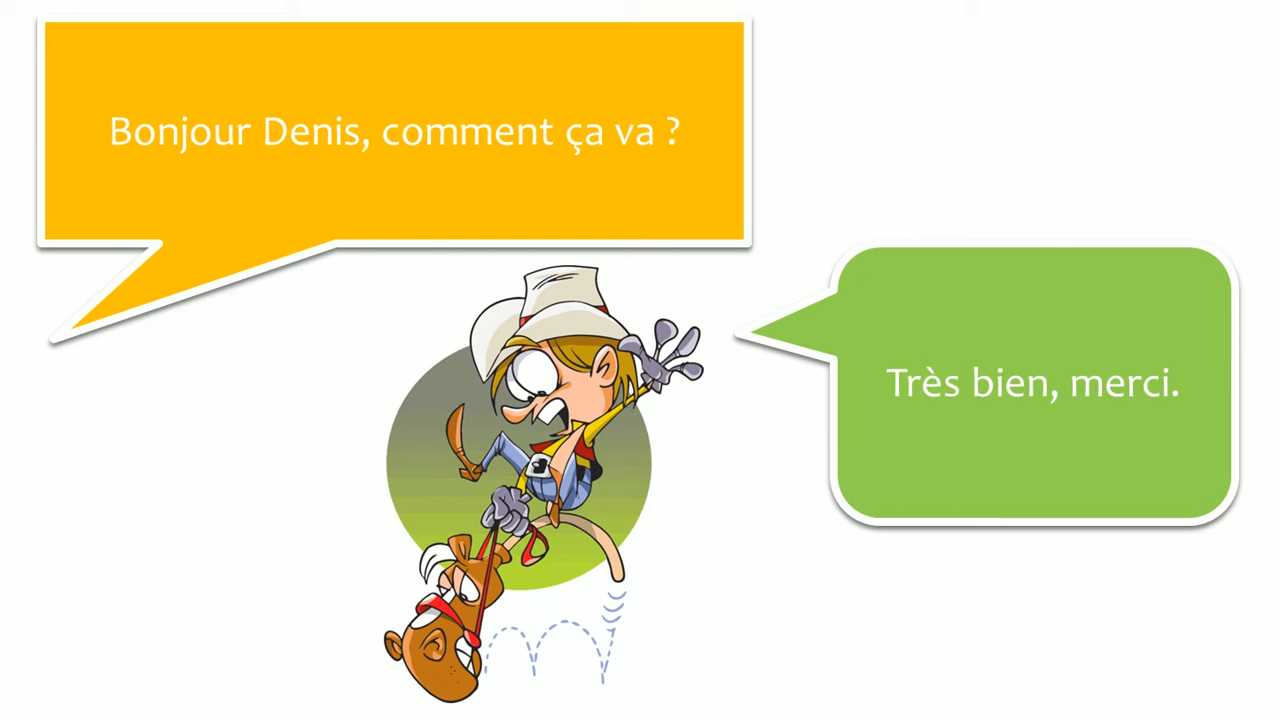 Bonjour Denis, comment ça va ?
Très bien, merci.